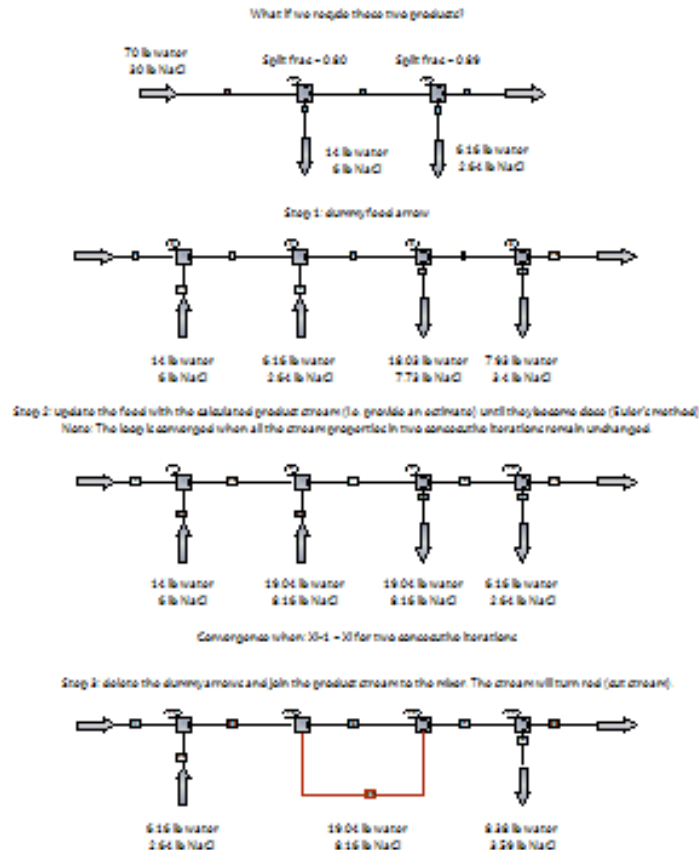 What if we recycle these two products?
70 lb water
30 lb NaCl
Split frac = 0.80
Split frac = 0.89
14 lb water
6 lb NaCl
6.16 lb water
2.64 lb NaCl
Step 1: dummy feed arrow
14 lb water
6 lb NaCl
6.16 lb water
2.64 lb NaCl
18.03 lb water
7.73 lb NaCl
7.93 lb water
3.4 lb NaCl
Step 2: update the feed with the calculated product stream (i.e. provide an estimate) until they become close (Euler's method)
Note: The loop is converged when all the stream properties in two consecutive iterations remain unchanged.
14 lb water
6 lb NaCl
19.04 lb water
8.16 lb NaCl
19.04 lb water
8.16 lb NaCl
6.16 lb water
2.64 lb NaCl
Convergence when: Xi-1 = Xi for two consecutive iterations
Step 3: delete the dummy arrows and join the product stream to the mixer. The stream will turn red (cut stream).
6.16 lb water
2.64 lb NaCl
19.04 lb water
8.16 lb NaCl
8.38 lb water
3.59 lb NaCl